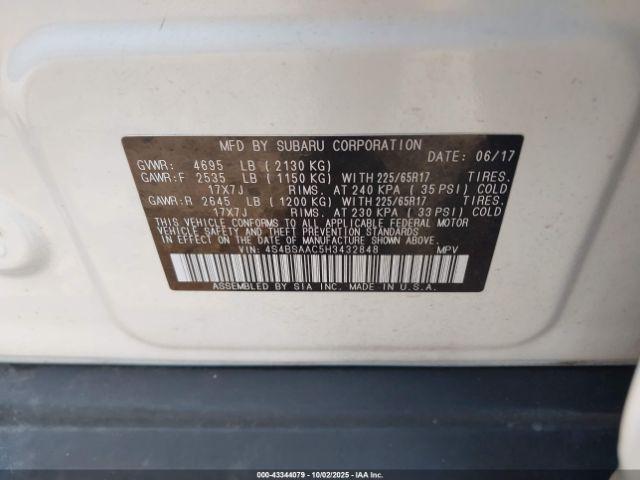 MFD BY SUBARU CORPORATION
GVWR: 4695 LB ( 2130 KG) DATE: 06/17
GAWR:F 2535 LB ( 1150 KG) WITH 225/65R17 TIRES.
17X7J RIMS. AT 240 KPA ( 35 PSI) COLD
GAWR:R 2645 LB ( 1200 KG) WITH 225/65R17 TIRES.
17X7J RIMS. AT 230 KPA ( 33 PSI) COLD
THIS VEHICLE CONFORMS TO ALL APPLICABLE FEDERAL MOTOR
VEHICLE SAFETY, BUMPER, AND THEFT PREVENTION STANDARDS
IN EFFECT ON THE DATE OF MANUFACTURE SHOWN ABOVE.
VIN: 4S4BSAAC5H3432848 MPV
ASSEMBLED BY SIA INC. MADE IN U.S.A.
000-43344079 - 10/02/2025 - IAAI.COM